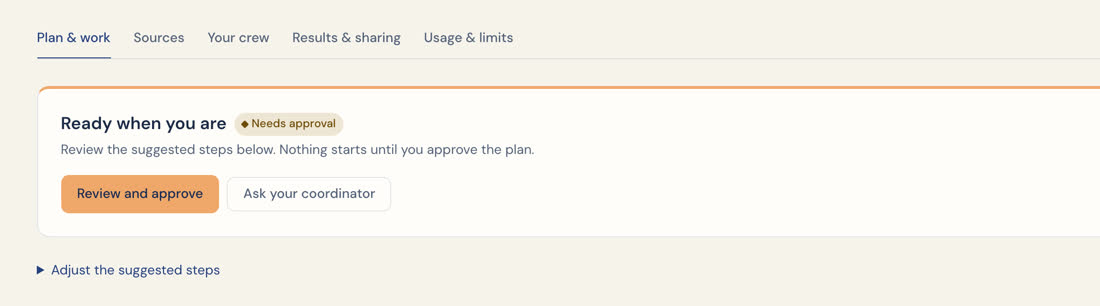 Plan & work Sources Your crew Results & sharing Usage & limits
Ready when you are ◆ Needs approval
Review the suggested steps below. Nothing starts until you approve the plan.
Review and approve Ask your coordinator
▶ Adjust the suggested steps